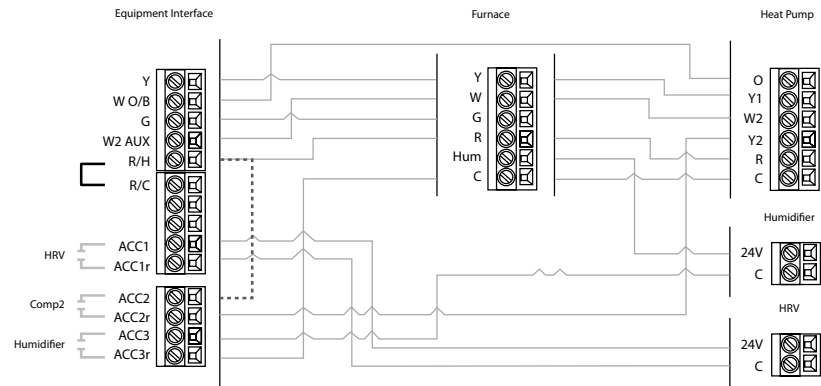 Equipment Interface
Furnace
Heat Pump
Y
W O/B
G
W2 AUX
R/H
R/C
ACC1
ACC1r
HRV
ACC2
ACC2r
Comp2
ACC3
ACC3r
Humidifier
Y
W
G
R
Hum
C
O
Y1
W2
Y2
R
C
Humidifier
24V
C
HRV
24V
C